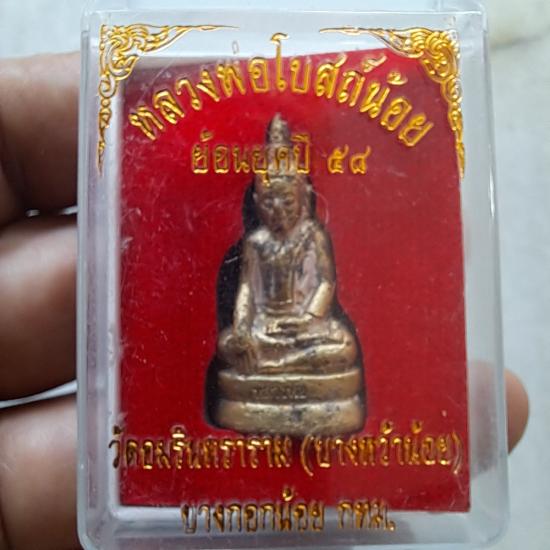 หลวงพ่อโบสถ์น้อย
ย้อนยุคปี ๕๘
วัดอมรินทราราม (บางหว้าน้อย)
บางกอกน้อย กทม.